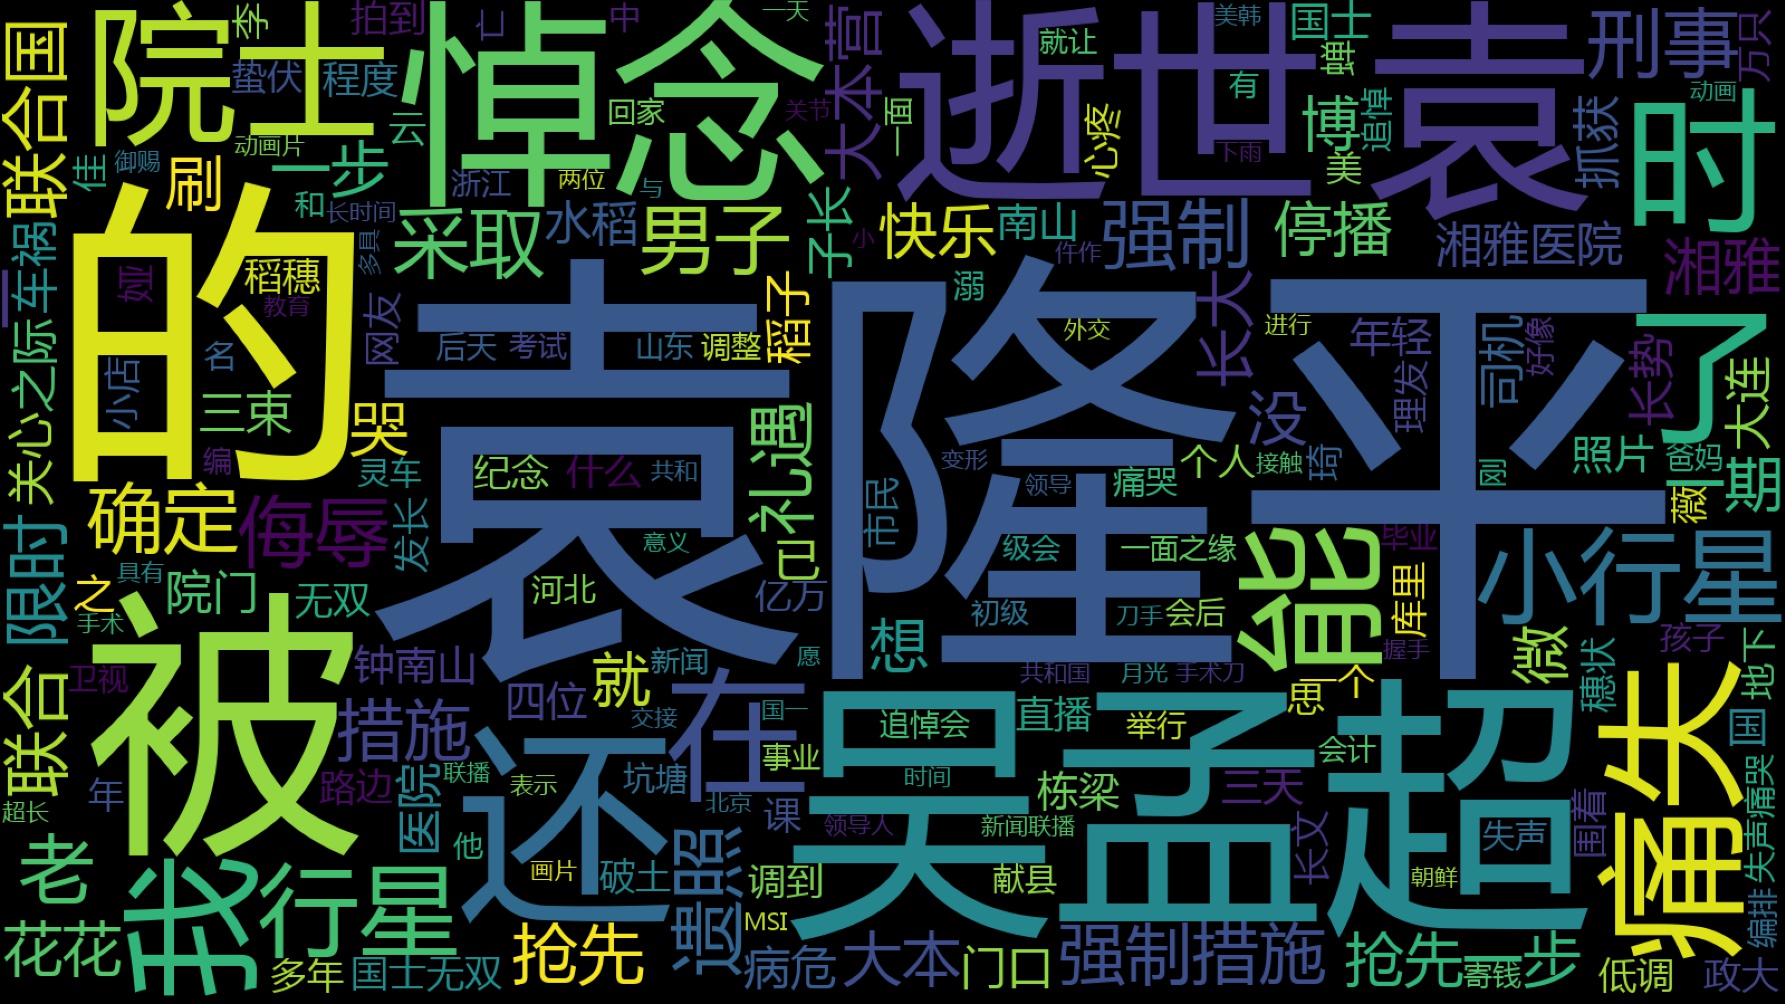 院士
悼念
逝世
袁
刑事
联合国
李
拍到
亡
中
一天
美韩
国士
就让
万贝
蛰伏
程度
大本宫
有
博
追悼
动画
时
云
回家
关节
一面
心疼
下雨
美
抓获
动画片
佳
御赐
刷
一步
浙江
两位
与
和
长时间
采取
水稻
男子
子长
小
快乐
南山
仵作
强制
停播
湘雅医院
湘雅
的
车祸
稻穗
教育
多具
网友
袁隆平
稻子
溺
外交
长大
进行
年轻
司机
好像
长势
了
后天
考试
山东
调整
名
小店
三束
哭
理发
没
大连
关心之际
编
灵车
纪念
什么
共和
礼遇
市民
变形
领导
痛哭
个人
接触
琦
刚
照片
爸妈
一期
薇
确定
侮辱
发长
意义
级会
一面之缘
能
毕业
小行星
限时
具有
之
院门
无双
手术
河北
亿万
初级
刀手
会后
库里
握手
想
微
孩子
穗状
地下
被
钟南山
就
新闻
愿
卫视
四位
在
交接
国一
共和国
月光
手术刀
思
一个
痛失
联合
措施
还
吴孟超
追悼会
直播
举行
会计
国
年
路边
医院
联播
表示
坑塘
事业
时间
栋梁
三天
超长
北京
课
领导人
新闻联播
长文
失声
围着
失声痛哭
老
我
行星
他
画片
破土
遗照
调到
献县
朝鲜
花花
多年
国士无双
抢先
MSI
病危
大本
门口
强制措施
抢先一步
寄钱
低调
编排
政大